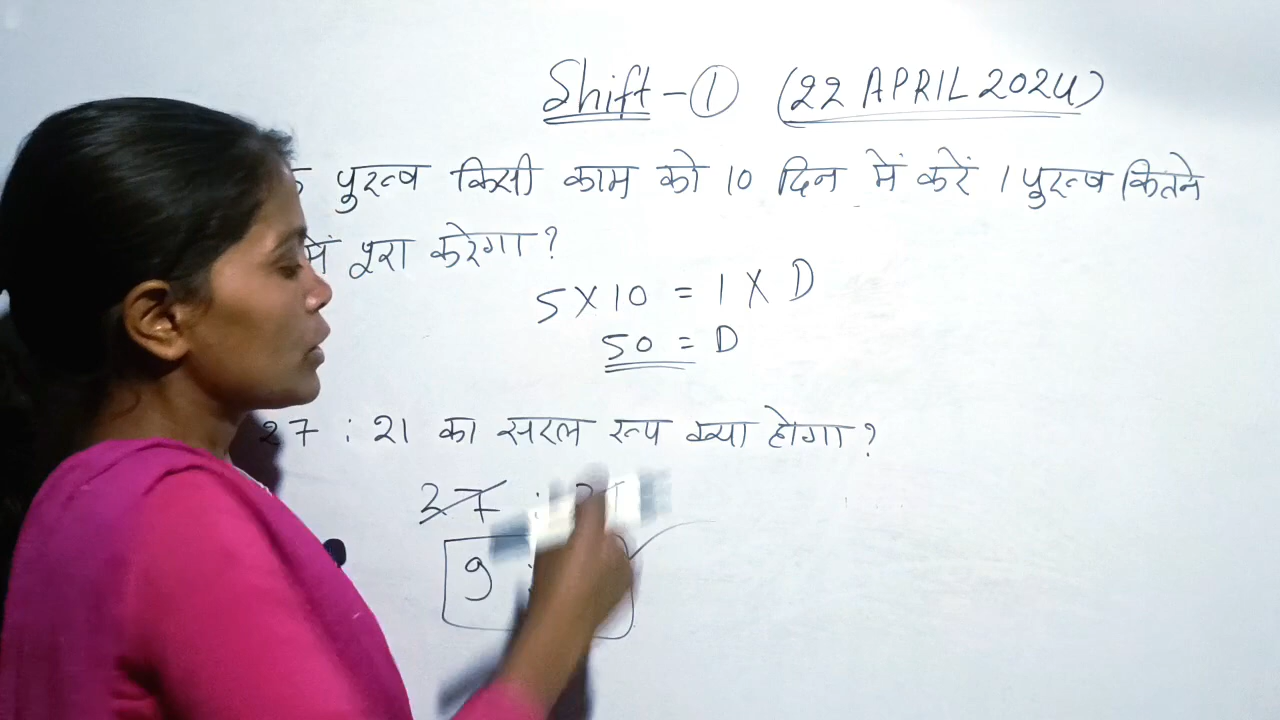 Shift-① (22 APRIL 2024)
पुरुष किसी काम को 10 दिन में करें 1 पुरुष कितने
में पूरा करेगा?
5 X 10 = 1 X D
50 = D
27 : 21 का सरल रूप क्या होगा?
27 : 21
9 :